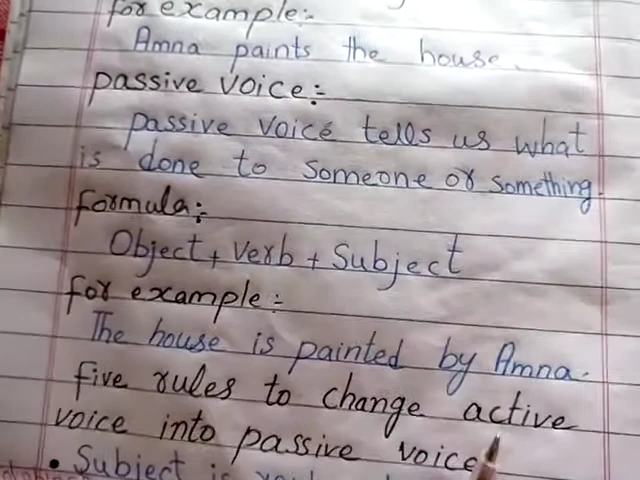 for example:-
Amna paints the house.
passive voice:-
passive voice tells us what
is done to someone or something.
formula:-
Object + Verb + Subject
for example:-
The house is painted by Amna.
five rules to change active
voice into passive voice
• Subject is